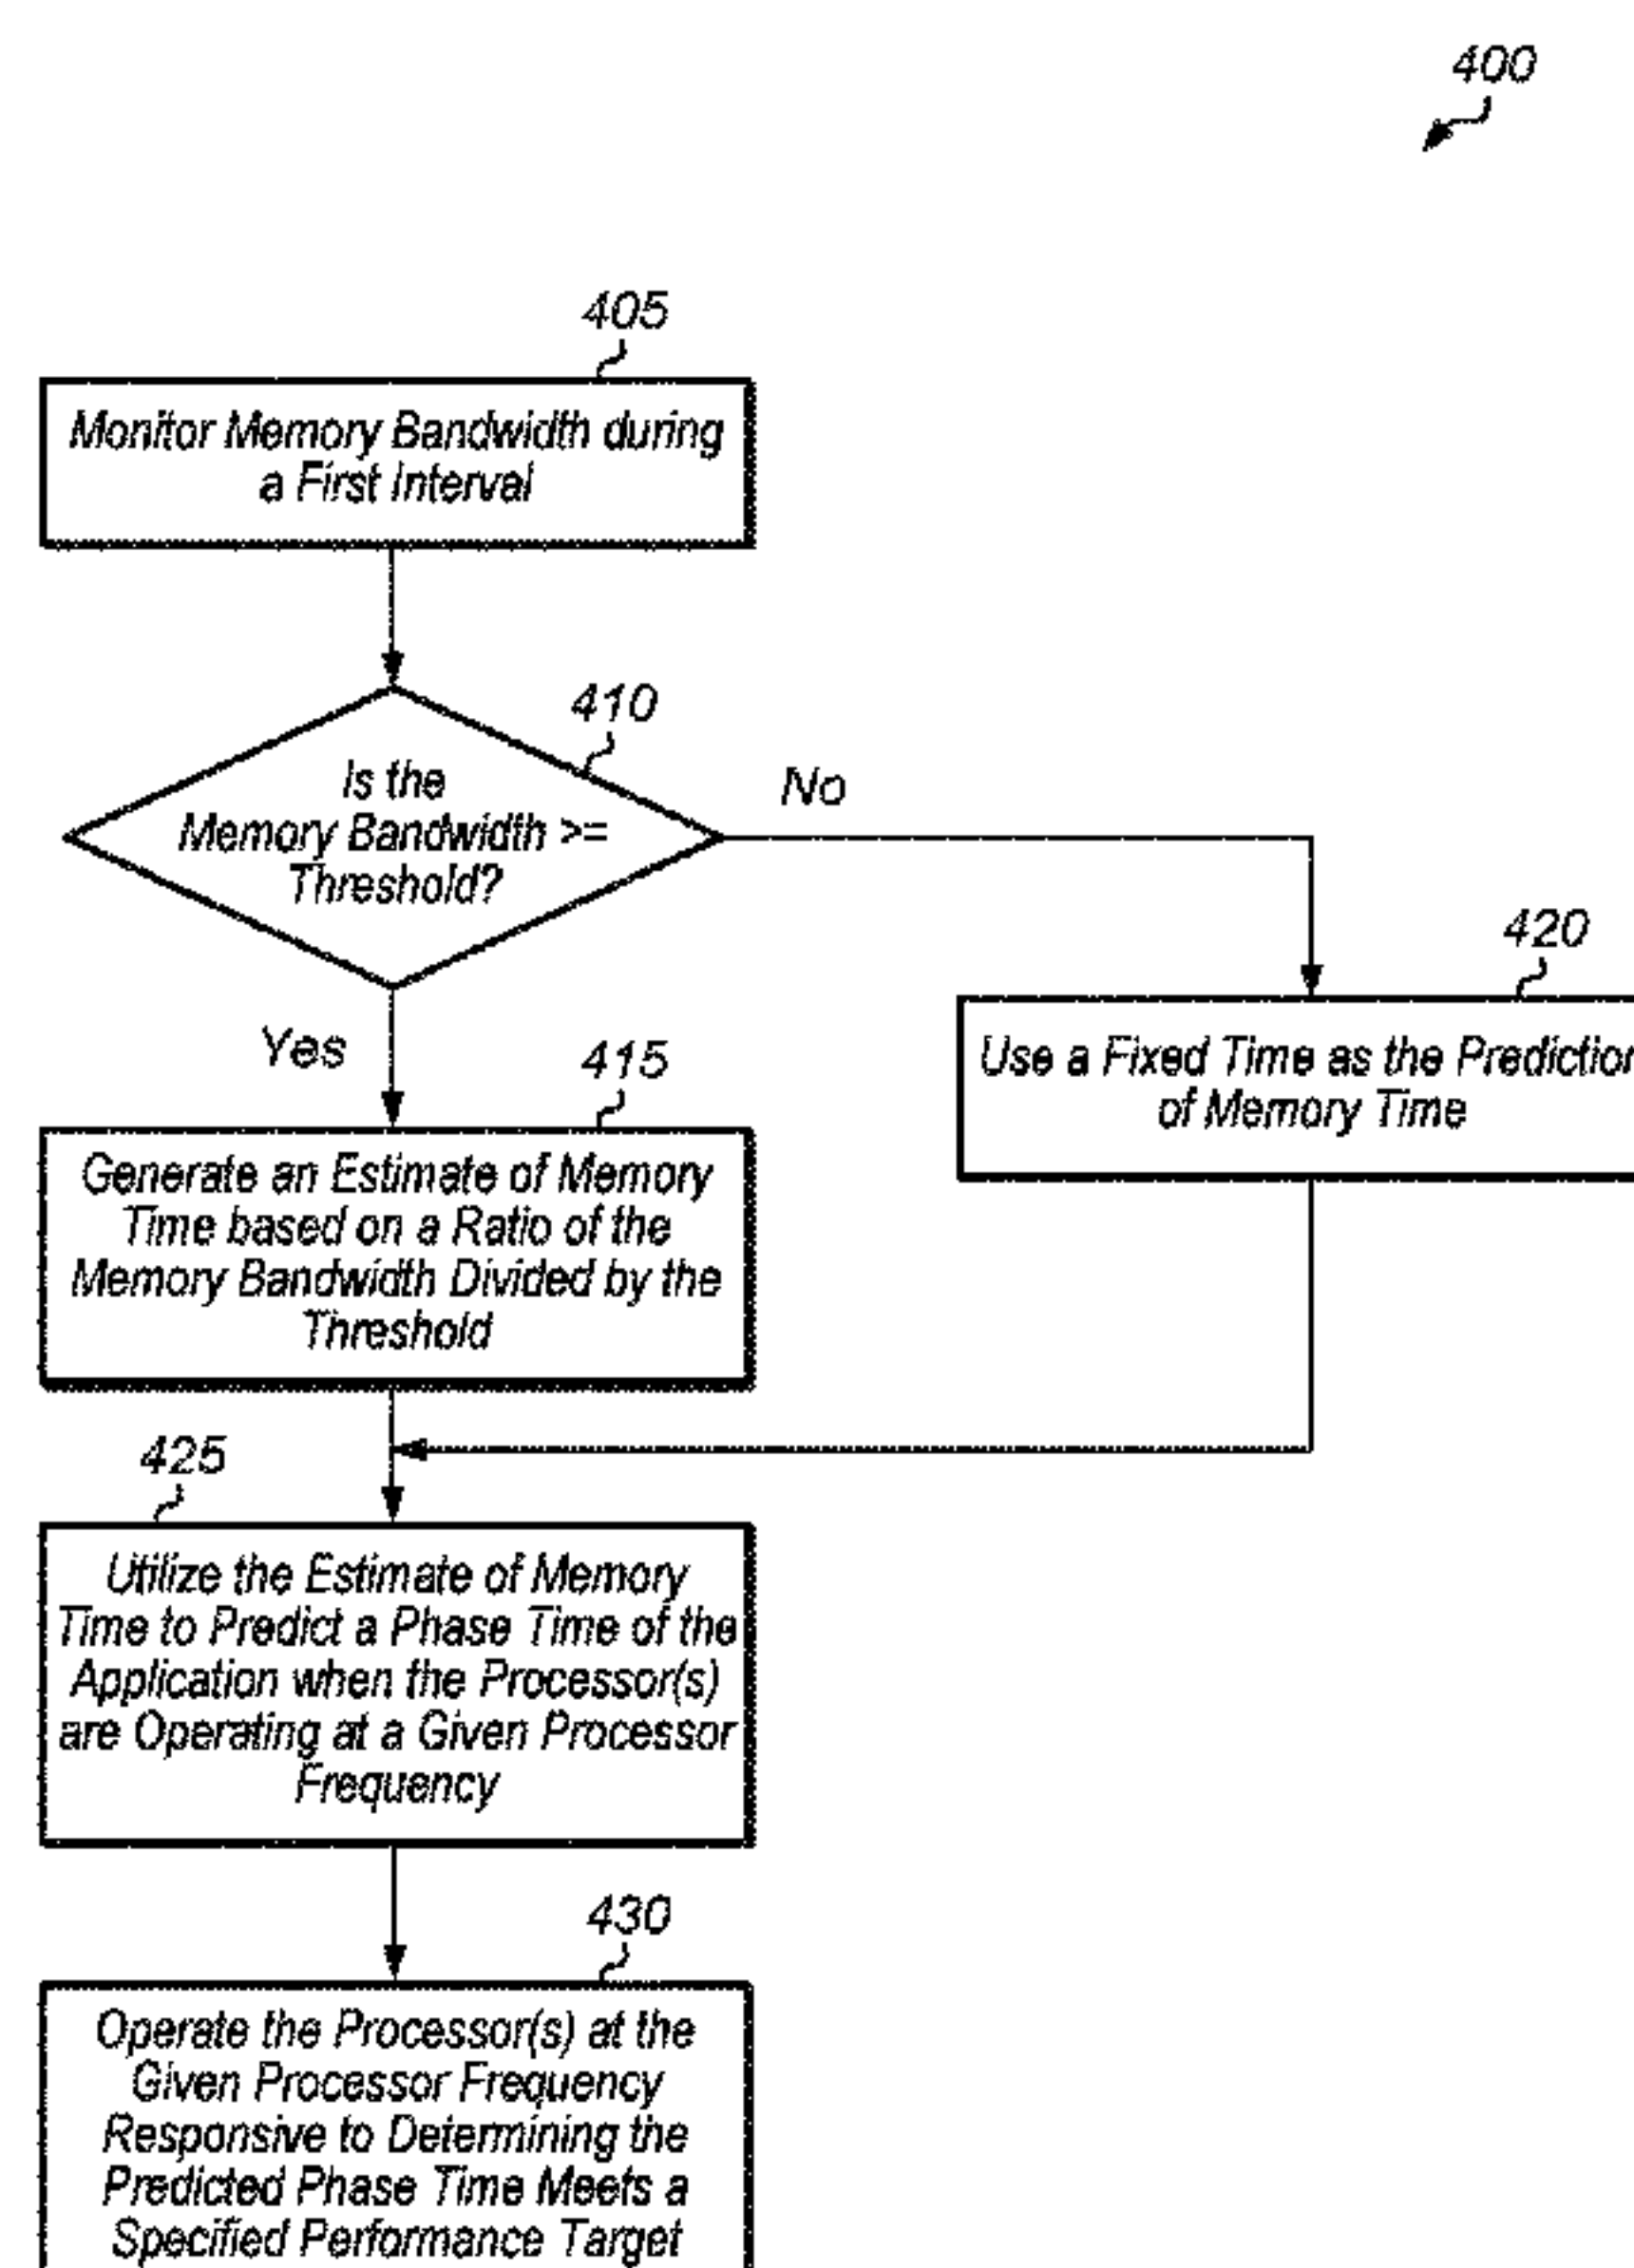 400
405
Monitor Memory Bandwidth during
a First Interval
410
Is the
Memory Bandwidth >=
Threshold?
No
Yes
415
Generate an Estimate of Memory
Time based on a Ratio of the
Memory Bandwidth Divided by the
Threshold
420
Use a Fixed Time as the Prediction
of Memory Time
425
Utilize the Estimate of Memory
Time to Predict a Phase Time of the
Application when the Processor(s)
are Operating at a Given Processor
Frequency
430
Operate the Processor(s) at the
Given Processor Frequency
Responsive to Determining the
Predicted Phase Time Meets a
Specified Performance Target